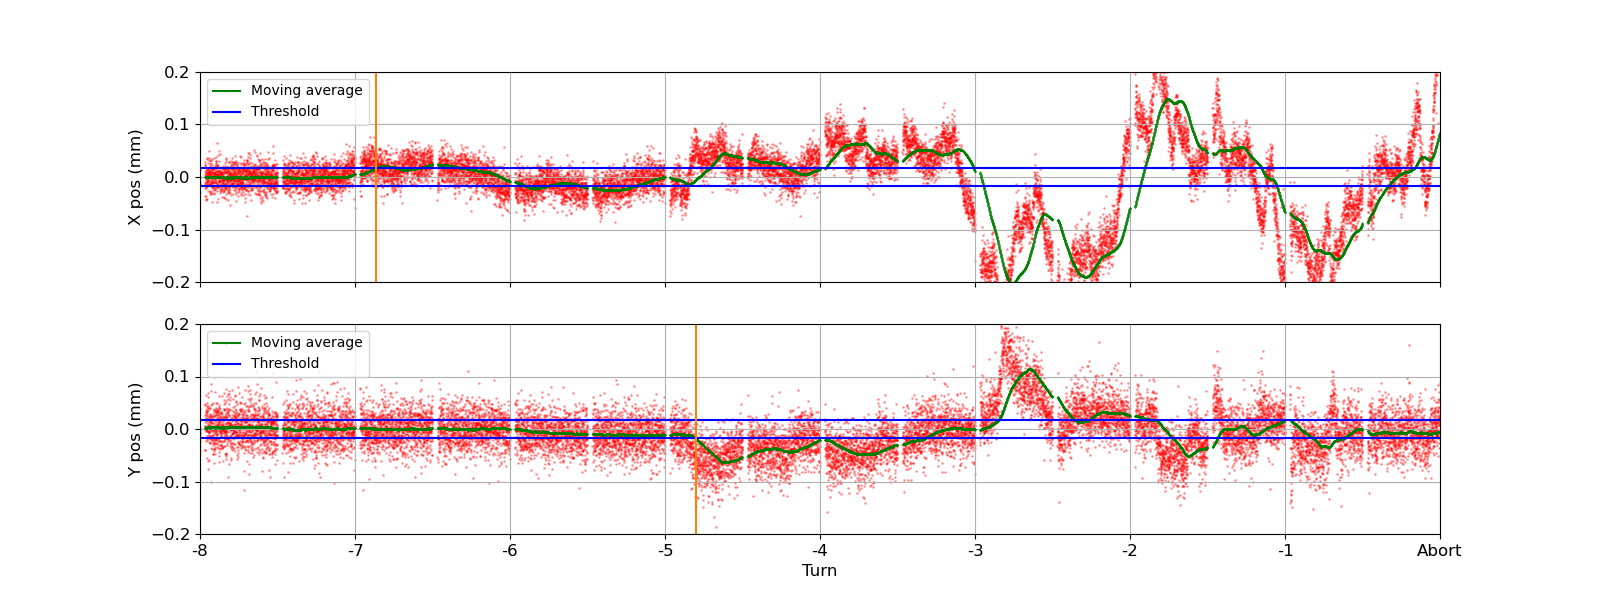 0.2
0.1
0.0
−0.1
−0.2
X pos (mm)
Moving average
Threshold
0.2
0.1
0.0
−0.1
−0.2
Y pos (mm)
Moving average
Threshold
-8 -7 -6 -5 -4 -3 -2 -1 Abort
Turn